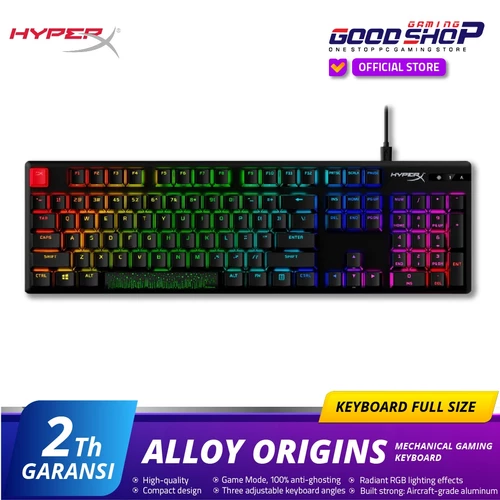 HYPERX
GAMING
GOODSHOP
ONE STOP PC GAMING STORE
OFFICIAL STORE
HYPERX
KEYBOARD FULL SIZE
2Th
GARANSI
ALLOY ORIGINS
MECHANICAL GAMING
KEYBOARD
High-quality
Compact design
Game Mode, 100% anti-ghosting
Three adjustable keyboard angles
Radiant RGB lighting effects
Built strong: Aircraft-grade aluminum